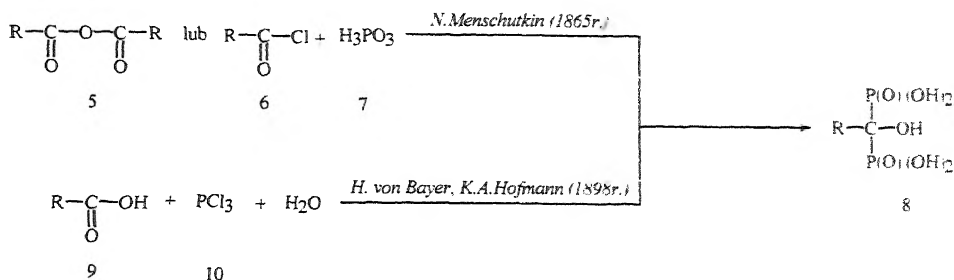 N.Menschutkin (1865r.)
R—C—O—C—R lub R—C—Cl + H3PO3
O O O
5 6 7
P(O)(OH)2
R—C—OH
P(O)(OH)2
8
H. von Bayer, K.A.Hofmann (1898r.)
R—C—OH + PCl3 + H2O
O
9 10